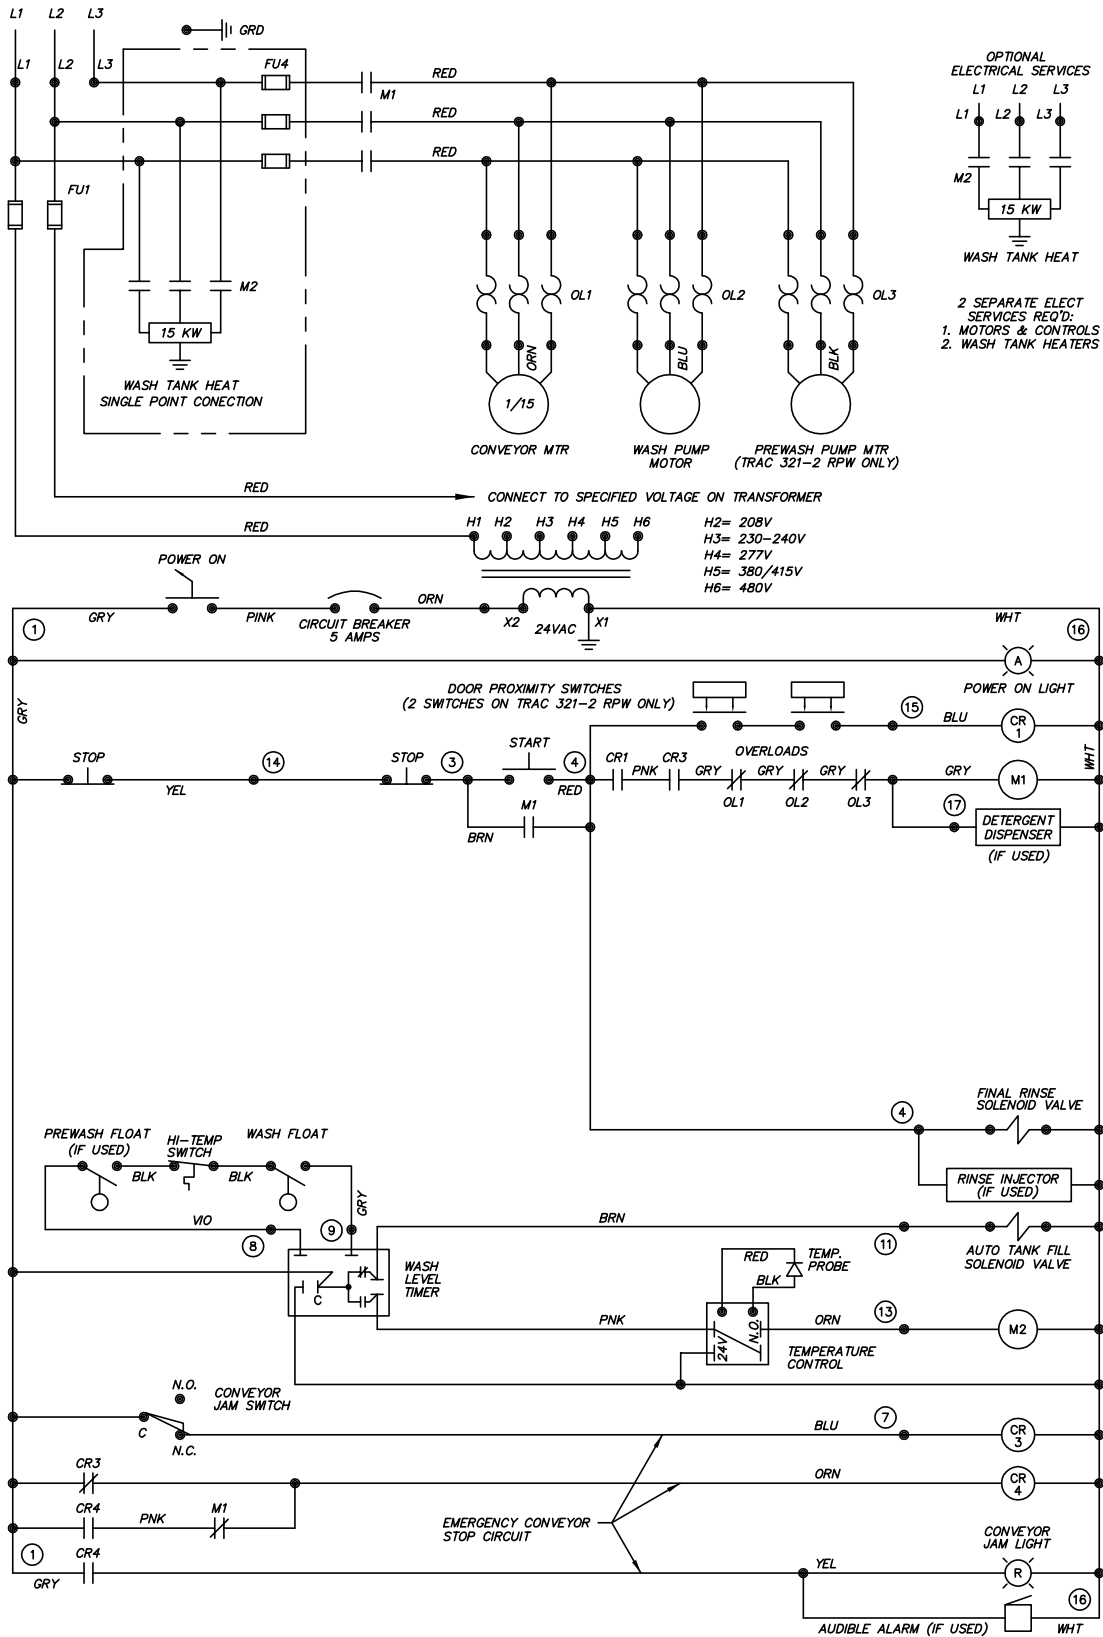 L1 L2 L3
GRD
L1 L2 L3
FU4
RED
M1
RED
FU1
M2
15 KW
WASH TANK HEAT
SINGLE POINT CONECTION
OL1
OL2
OL3
ORN
BLU
BLK
1/15
CONVEYOR MTR
WASH PUMP
MOTOR
PREWASH PUMP MTR
(TRAC 321-2 RPW ONLY)
OPTIONAL
ELECTRICAL SERVICES
L1 L2 L3
L1 L2 L3
M2
15 KW
WASH TANK HEAT
2 SEPARATE ELECT
SERVICES REQ'D:
1. MOTORS & CONTROLS
2. WASH TANK HEATERS
RED
CONNECT TO SPECIFIED VOLTAGE ON TRANSFORMER
RED
H1 H2 H3 H4 H5 H6
H2= 208V
H3= 230-240V
H4= 277V
H5= 380/415V
H6= 480V
POWER ON
GRY
PINK
CIRCUIT BREAKER
5 AMPS
ORN
X2
24VAC
X1
WHT
1
16
A
POWER ON LIGHT
GRY
DOOR PROXIMITY SWITCHES
(2 SWITCHES ON TRAC 321-2 RPW ONLY)
15
BLU
CR
1
WHT
STOP
YEL
14
STOP
3
START
4
RED
CR1
PNK
CR3
GRY
OVERLOADS
OL1
GRY
OL2
GRY
OL3
GRY
M1
BRN
M1
17
DETERGENT
DISPENSER
(IF USED)
4
FINAL RINSE
SOLENOID VALVE
RINSE INJECTOR
(IF USED)
PREWASH FLOAT
(IF USED)
HI-TEMP
SWITCH
WASH FLOAT
BLK
BLK
GRY
VIO
8
9
BRN
11
AUTO TANK FILL
SOLENOID VALVE
WASH
LEVEL
TIMER
C
RED
TEMP.
PROBE
BLK
PNK
24V
N.O.
ORN
13
M2
TEMPERATURE
CONTROL
N.O.
CONVEYOR
JAM SWITCH
C
N.C.
BLU
7
CR
3
CR3
ORN
CR
4
CR4
PNK
M1
EMERGENCY CONVEYOR
STOP CIRCUIT
1
CR4
GRY
CONVEYOR
JAM LIGHT
YEL
R
16
AUDIBLE ALARM (IF USED)
WHT